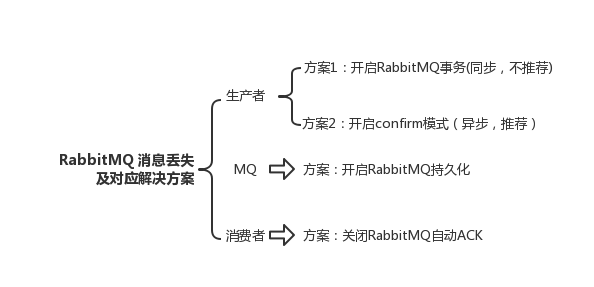 RabbitMQ 消息丢失
及对应解决方案
生产者
方案1：开启RabbitMQ事务(同步，不推荐)
方案2：开启confirm模式（异步，推荐）
MQ
方案：开启RabbitMQ持久化
消费者
方案：关闭RabbitMQ自动ACK